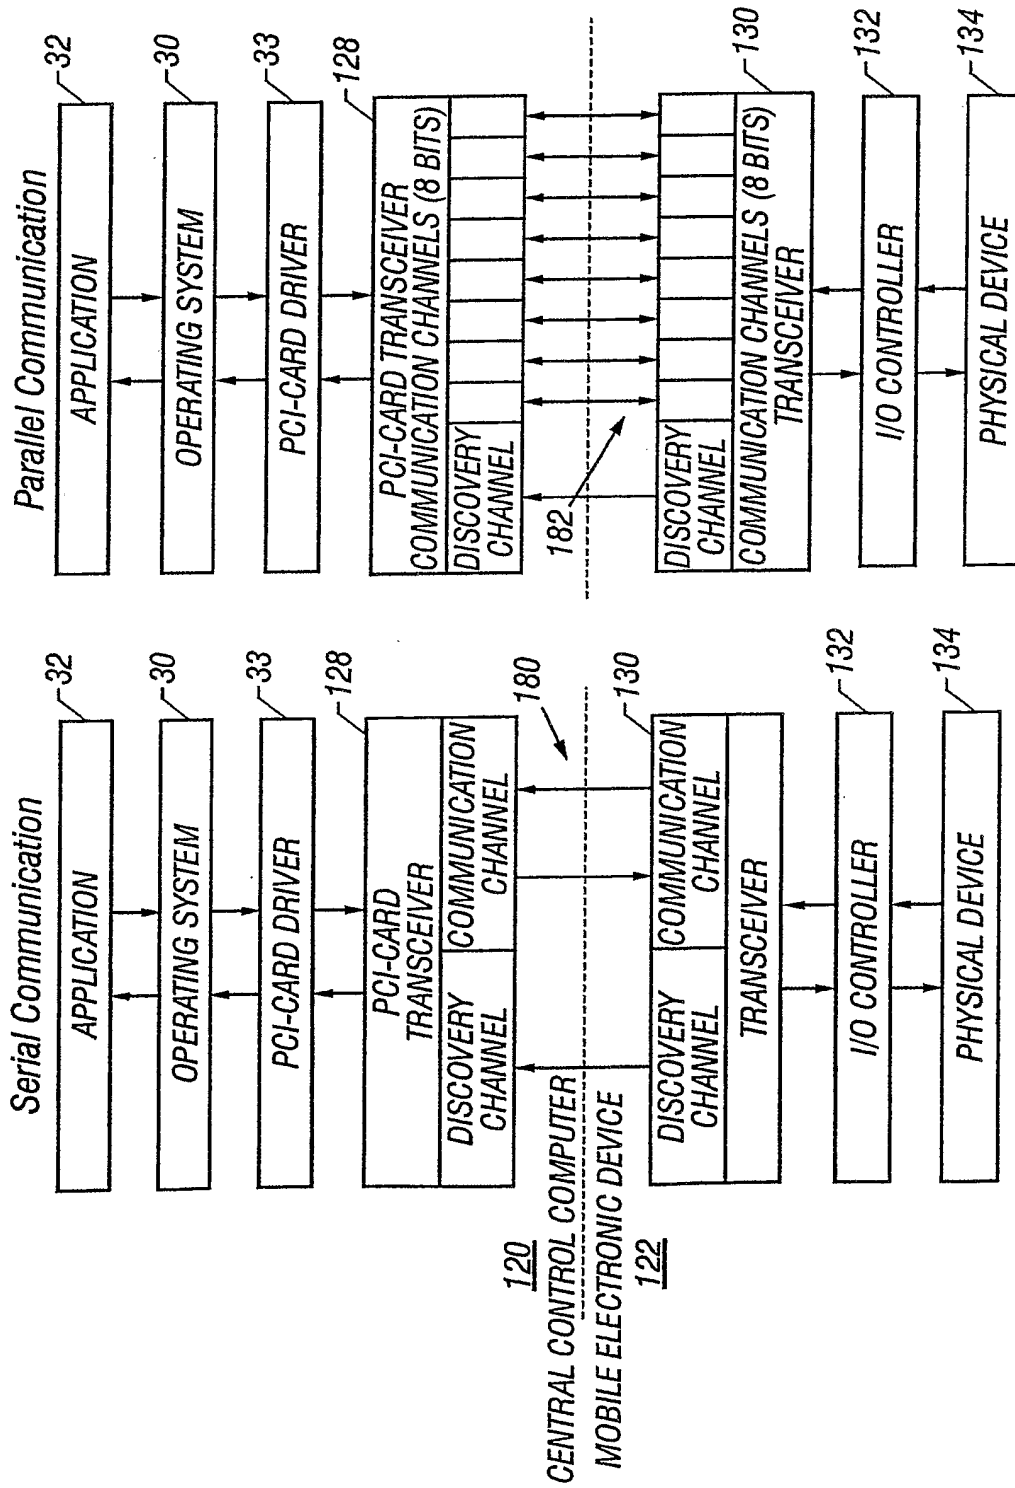 Serial Communication
APPLICATION
32
OPERATING SYSTEM
30
PCI-CARD DRIVER
33
PCI-CARD
TRANSCEIVER
128
DISCOVERY
CHANNEL
COMMUNICATION
CHANNEL
180
120
CENTRAL CONTROL COMPUTER
MOBILE ELECTRONIC DEVICE
122
130
DISCOVERY
CHANNEL
COMMUNICATION
CHANNEL
TRANSCEIVER
132
I/O CONTROLLER
134
PHYSICAL DEVICE
Parallel Communication
APPLICATION
32
OPERATING SYSTEM
30
PCI-CARD DRIVER
33
PCI-CARD TRANSCEIVER
COMMUNICATION CHANNELS (8 BITS)
128
DISCOVERY
CHANNEL
182
DISCOVERY
CHANNEL
COMMUNICATION CHANNELS (8 BITS)
TRANSCEIVER
130
I/O CONTROLLER
132
PHYSICAL DEVICE
134